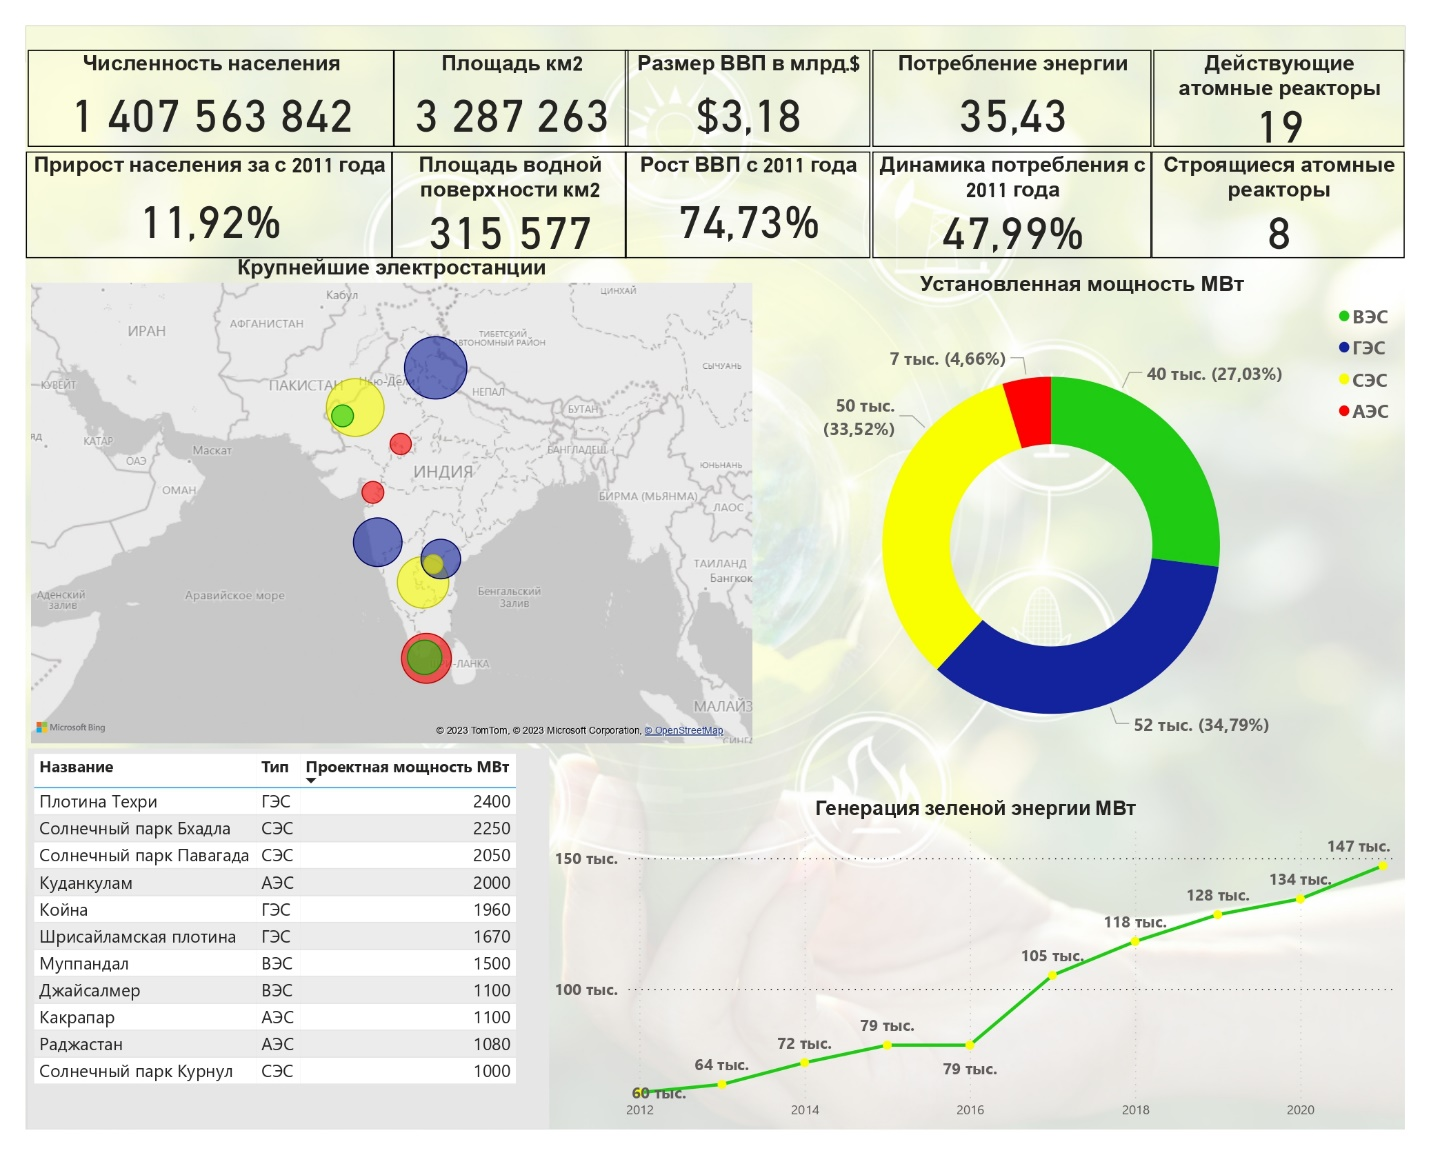 Численность населения
1 407 563 842
Площадь км2
3 287 263
Размер ВВП в млрд.$
$3,18
Потребление энергии
35,43
Действующие
атомные реакторы
19
Прирост населения за с 2011 года
11,92%
Площадь водной
поверхности км2
315 577
Рост ВВП с 2011 года
74,73%
Динамика потребления с
2011 года
47,99%
Строящиеся атомные
реакторы
8
Крупнейшие электростанции
Кабул
ЦИНХАЙ
ИРАН
АФГАНИСТАН
ТИБЕТСКИЙ
АВТОНОМНЫЙ РАЙОН
СЫЧУАНЬ
КУВЕЙТ
ПАКИСТАН
Нью-Дели
НЕПАЛ
БУТАН
КАТАР
ОАЭ
Маскат
ИНДИЯ
БАНГЛАДЕШ
ЮНЬНАНЬ
ОМАН
БИРМА (МЬЯНМА)
ЛАОС
ТАИЛАНД
Бангкок
Аденский
залив
Аравийское море
Бенгальский
Залив
РИ-ЛАНКА
МАЛАЙЗ
Microsoft Bing
© 2023 TomTom, © 2023 Microsoft Corporation, © OpenStreetMap
Установленная мощность МВт
ВЭС
ГЭС
СЭС
АЭС
7 тыс. (4,66%)
40 тыс. (27,03%)
50 тыс.
(33,52%)
52 тыс. (34,79%)
Название Тип Проектная мощность МВт
Плотина Техри ГЭС 2400
Солнечный парк Бхадла СЭС 2250
Солнечный парк Павагада СЭС 2050
Куданкулам АЭС 2000
Койна ГЭС 1960
Шрисайламская плотина ГЭС 1670
Муппандал ВЭС 1500
Джайсалмер ВЭС 1100
Какрапар АЭС 1100
Раджастан АЭС 1080
Солнечный парк Курнул СЭС 1000
Генерация зеленой энергии МВт
150 тыс.
100 тыс.
60 тыс.
64 тыс.
72 тыс.
79 тыс.
79 тыс.
105 тыс.
118 тыс.
128 тыс.
134 тыс.
147 тыс.
2012 2014 2016 2018 2020